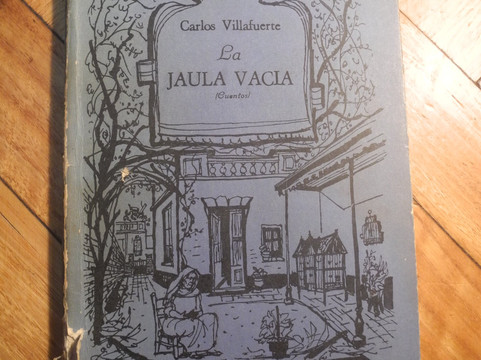 Carlos Villafuerte
La
JAULA VACIA
(Cuentos)